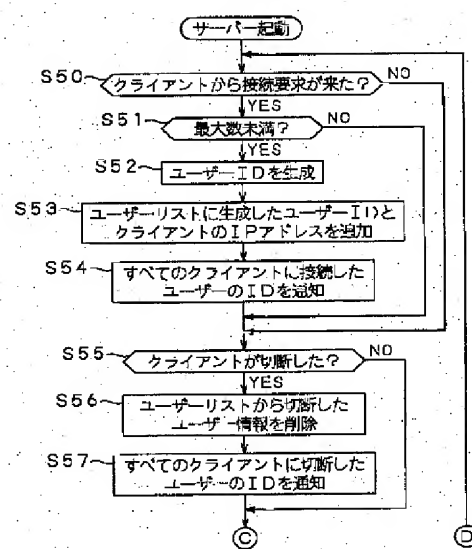 サーバー起動
S50
クライアントから接続要求が来た?
NO
YES
S51
最大数未満?
NO
YES
S52
ユーザーIDを生成
S53
ユーザーリストに生成したユーザーIDと
クライアントのIPアドレスを追加
S54
すべてのクライアントに接続した
ユーザーのIDを通知
S55
クライアントが切断した?
NO
YES
S56
ユーザーリストから切断した
ユーザー情報を削除
S57
すべてのクライアントに切断した
ユーザーのIDを通知
C
D